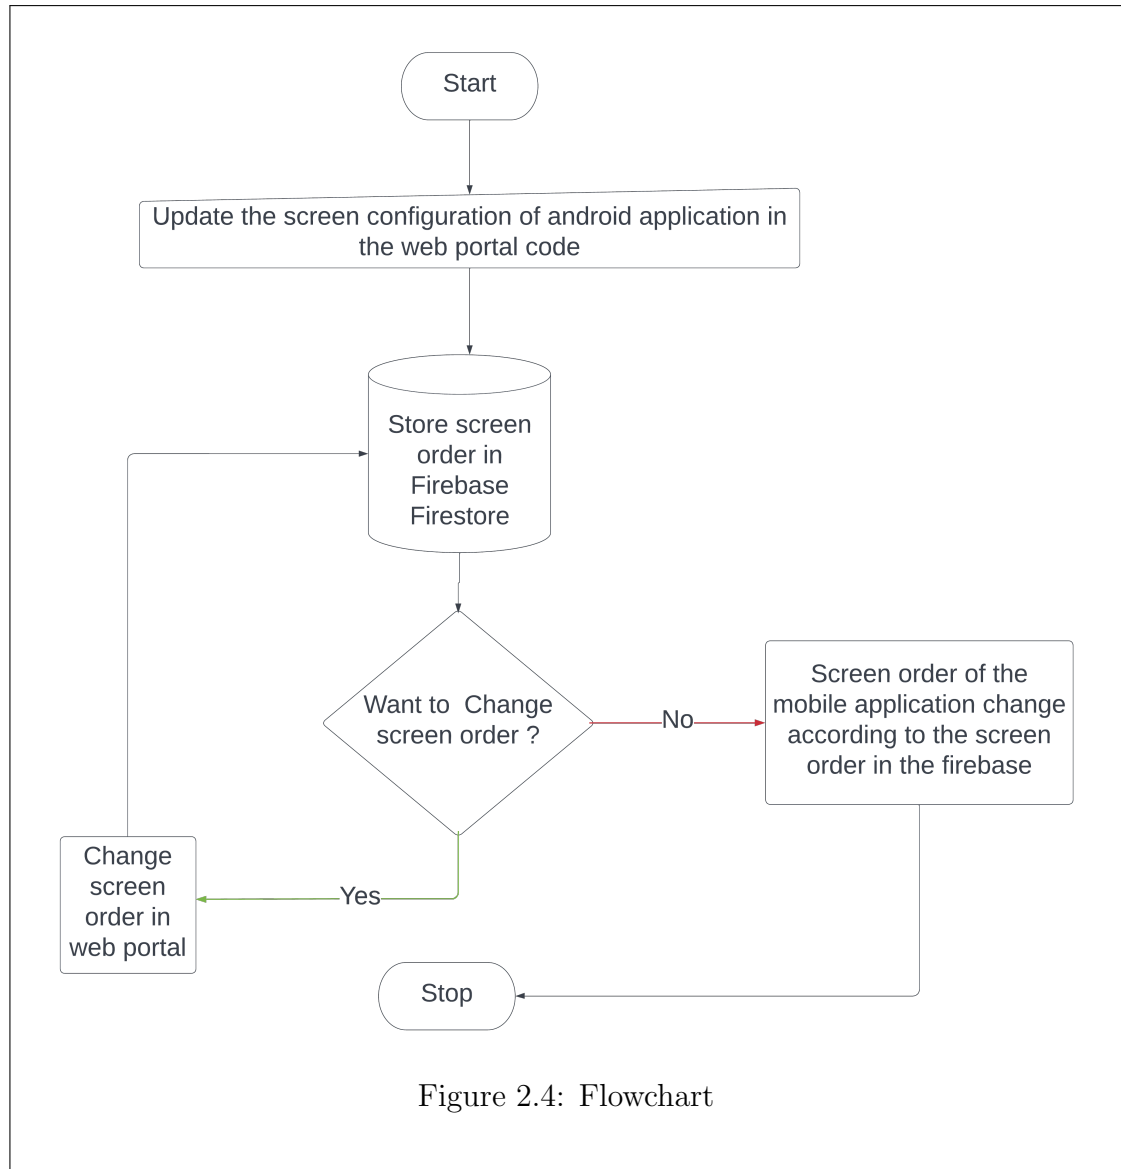 Start
Update the screen configuration of android application in
the web portal code
Store screen
order in
Firebase
Firestore
Want to  Change
screen order ?
No
Screen order of the
mobile application change
according to the screen
order in the firebase
Yes
Change
screen
order in
web portal
Stop
Figure 2.4: Flowchart